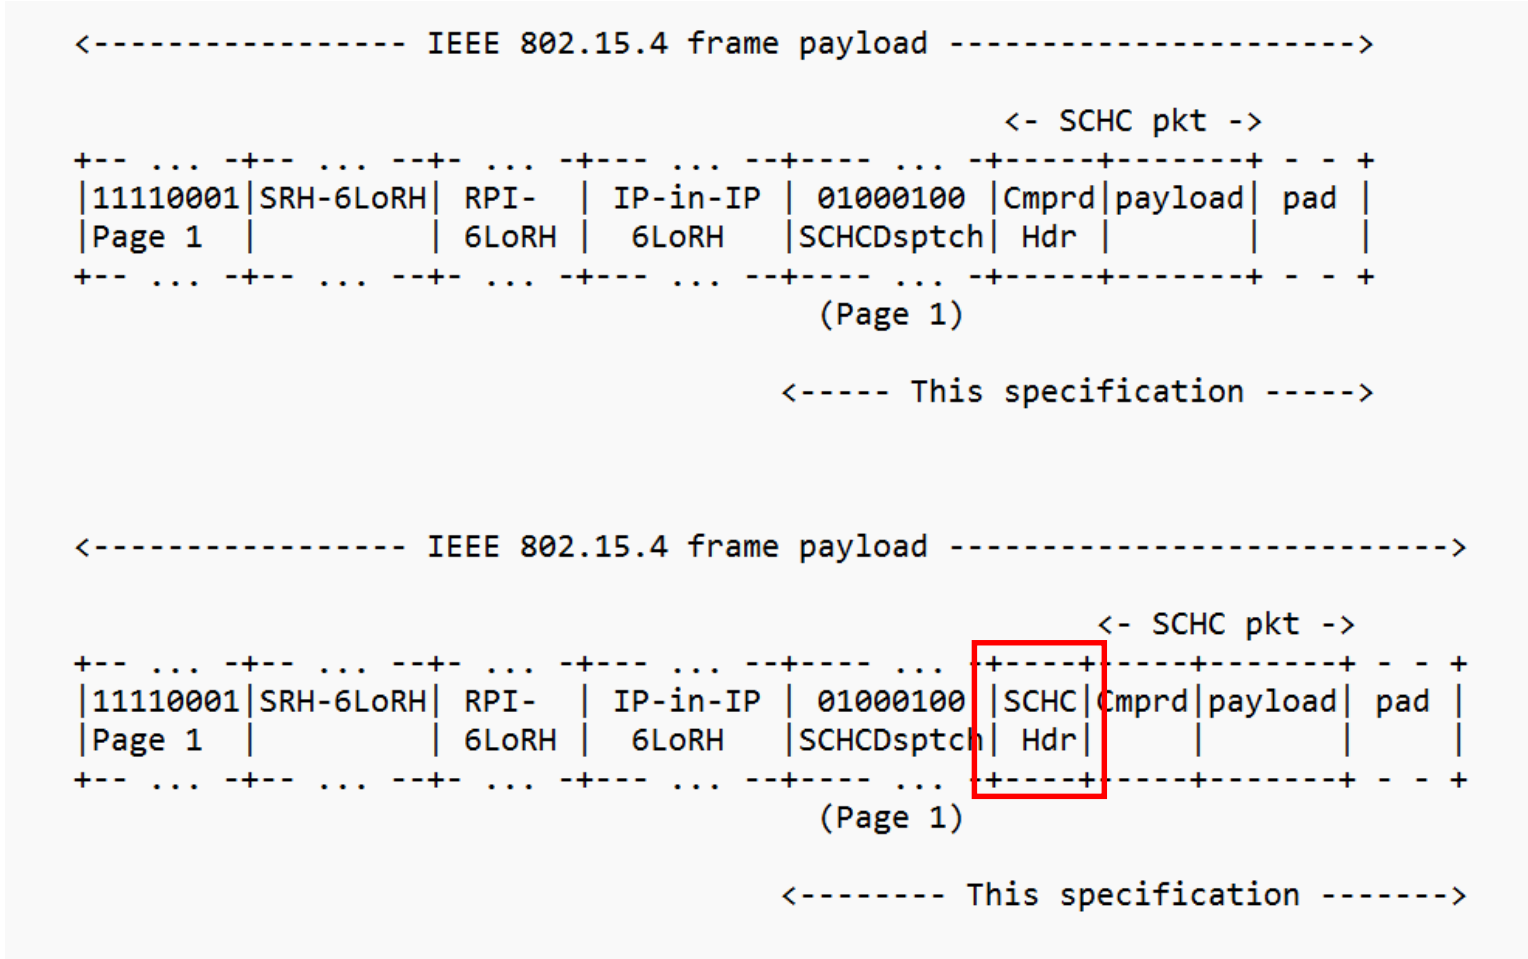 <----------------- IEEE 802.15.4 frame payload ---------------------->
<- SCHC pkt ->
+-- ... -+-- ... --+- ... -+--- ... --+---- ... -+-----+-------+ - - +
|11110001|SRH-6LoRH| RPI-  | IP-in-IP | 01000100 |Cmprd|payload| pad |
|Page 1  |         | 6LoRH |  6LoRH   |SCHCDsptch| Hdr |       |     |
+-- ... -+-- ... --+- ... -+--- ... --+---- ... -+-----+-------+ - - +
(Page 1)
<----- This specification ----->
<----------------- IEEE 802.15.4 frame payload --------------------------->
<- SCHC pkt ->
+-- ... -+-- ... --+- ... -+--- ... --+---- ... -+----+-----+-------+ - - +
|11110001|SRH-6LoRH| RPI-  | IP-in-IP | 01000100 |SCHC|Cmprd|payload| pad |
|Page 1  |         | 6LoRH |  6LoRH   |SCHCDsptch| Hdr|     |       |     |
+-- ... -+-- ... --+- ... -+--- ... --+---- ... -+----+-----+-------+ - - +
(Page 1)
<-------- This specification ------->